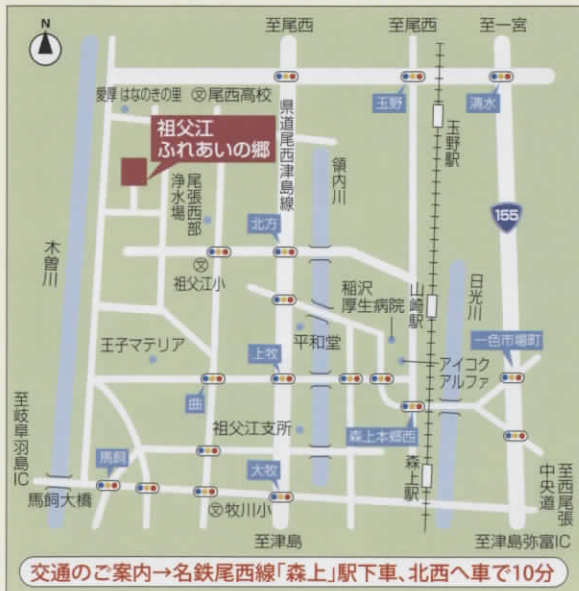 N
至尾西
至尾西
至一宮
愛厚 はなのきの里
文 尾西高校
玉野
清水
祖父江
ふれあいの郷
県道尾西津島線
玉野駅
領内川
尾張西部
浄水場
155
木曽川
北方
文
祖父江小
稲沢
厚生病院
山崎駅
日光川
王子マテリア
平和堂
一色市場町
上牧
アイコク
アルファ
曲
至岐阜羽島IC
祖父江支所
森上本郷西
馬飼
森上駅
大牧
至西尾張
中央道
馬飼大橋
文 牧川小
至津島
至津島弥富IC
交通のご案内→名鉄尾西線「森上」駅下車、北西へ車で10分